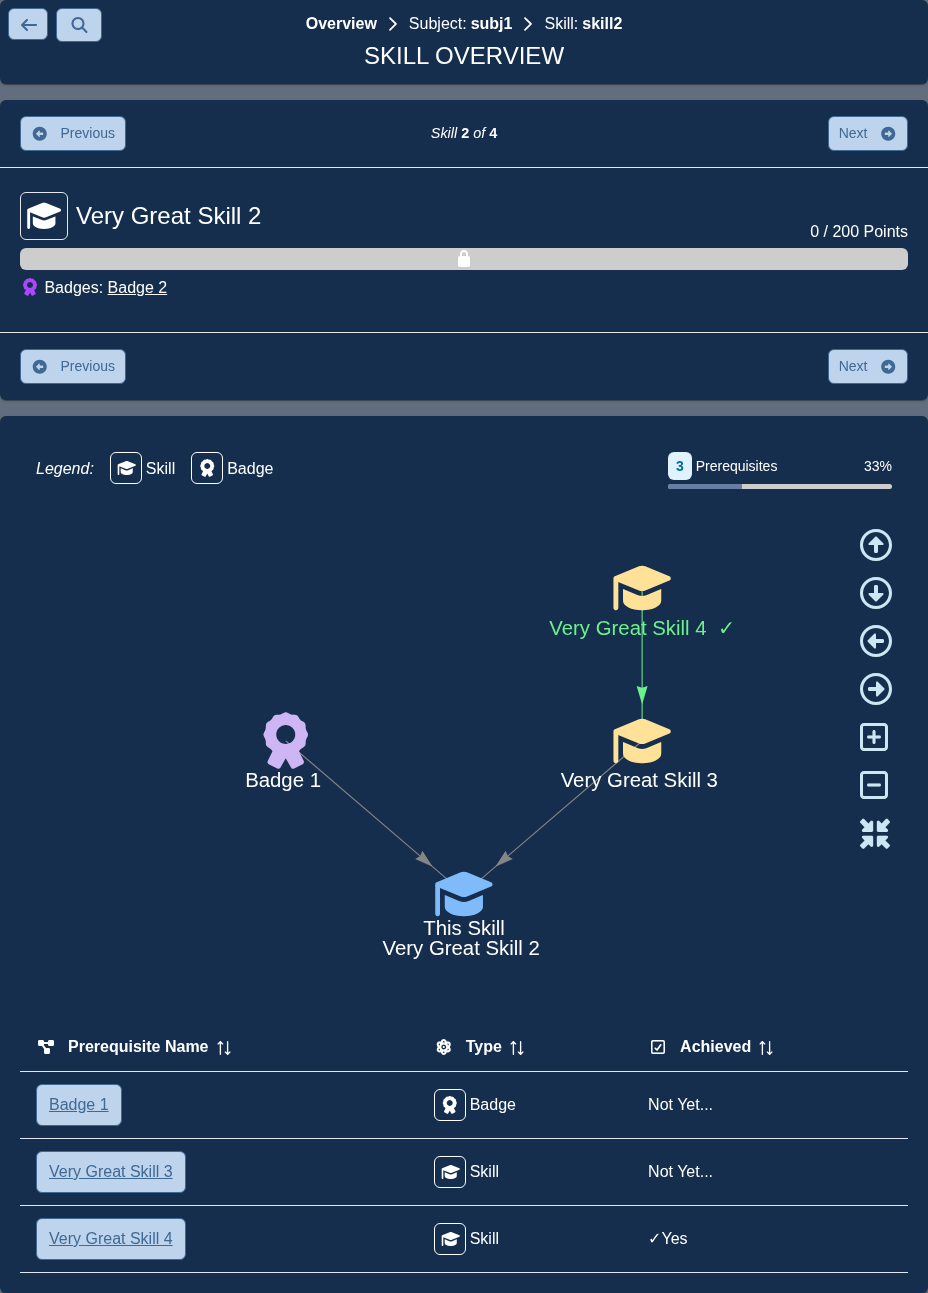 Overview > Subject: subj1 > Skill: skill2
SKILL OVERVIEW
Previous
Skill 2 of 4
Next
Very Great Skill 2
0 / 200 Points
Badges: Badge 2
Previous
Next
Legend: Skill Badge
3 Prerequisites 33%
Very Great Skill 4 ✓
Badge 1
Very Great Skill 3
This Skill
Very Great Skill 2
Prerequisite Name Type Achieved
Badge 1 Badge Not Yet...
Very Great Skill 3 Skill Not Yet...
Very Great Skill 4 Skill ✓Yes